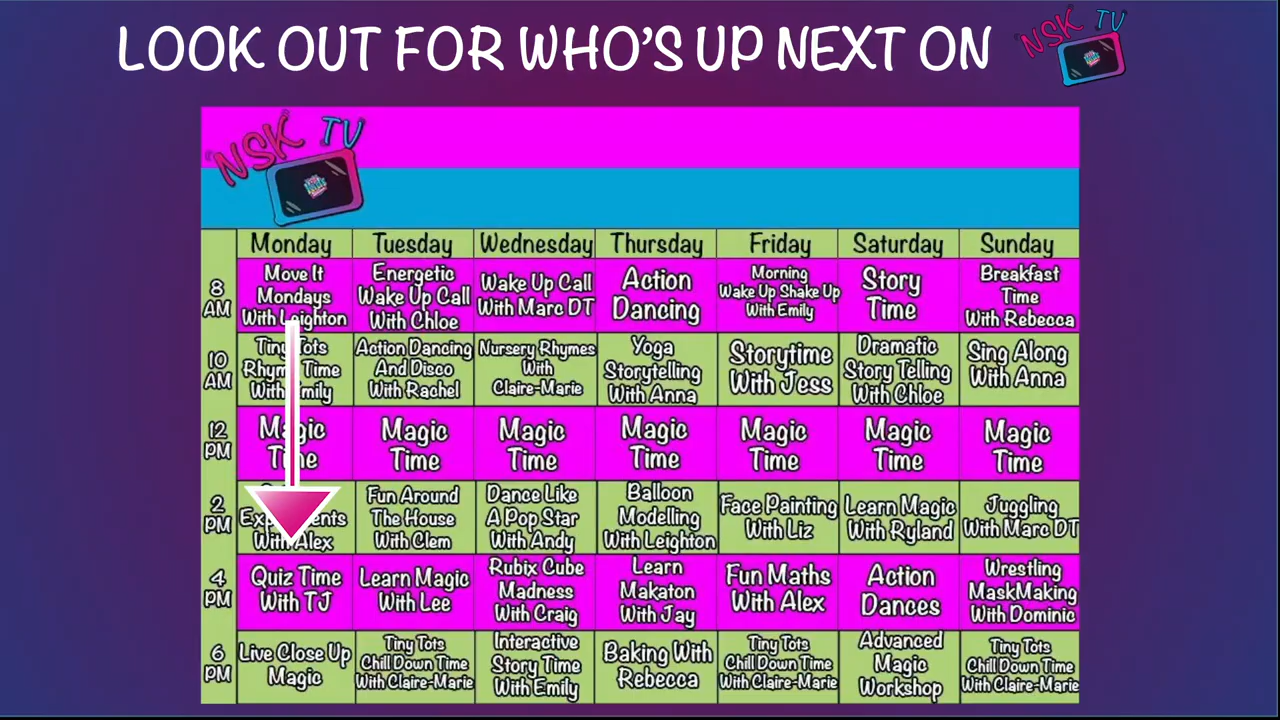 LOOK OUT FOR WHO'S UP NEXT ON
NSK TV
NSK TV
Monday Tuesday Wednesday Thursday Friday Saturday Sunday
8 AM
Move It
Mondays
With Leighton
Energetic
Wake Up Call
With Chloe
Wake Up Call
With Marc DT
Action
Dancing
Morning
Wake Up Shake Up
With Emily
Story
Time
Breakfast
Time
With Rebecca
10 AM
Tiny Tots
Rhyme Time
With Emily
Action Dancing
And Disco
With Rachel
Nursery Rhymes
With
Claire-Marie
Yoga
Storytelling
With Anna
Storytime
With Jess
Dramatic
Story Telling
With Chloe
Sing Along
With Anna
12 PM
Magic
Time
Magic
Time
Magic
Time
Magic
Time
Magic
Time
Magic
Time
Magic
Time
2 PM
With Alex
Fun Around
The House
With Clem
Dance Like
A Pop Star
With Andy
Balloon
Modelling
With Leighton
Face Painting
With Liz
Learn Magic
With Ryland
Juggling
With Marc DT
4 PM
Quiz Time
With TJ
Learn Magic
With Lee
Rubix Cube
Madness
With Craig
Learn
Makaton
With Jay
Fun Maths
With Alex
Action
Dances
Wrestling
MaskMaking
With Dominic
6 PM
Live Close Up
Magic
Tiny Tots
Chill Down Time
With Claire-Marie
Interactive
Story Time
With Emily
Baking With
Rebecca
Tiny Tots
Chill Down Time
With Claire-Marie
Advanced
Magic
Workshop
Tiny Tots
Chill Down Time
With Claire-Marie